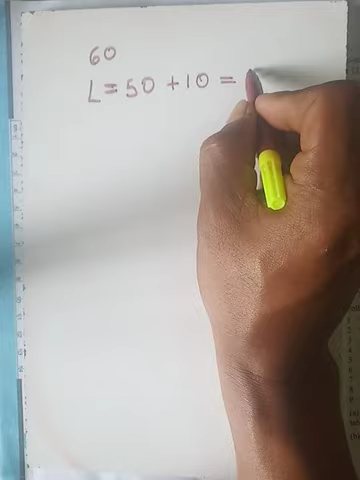 60
L = 50 + 10 =